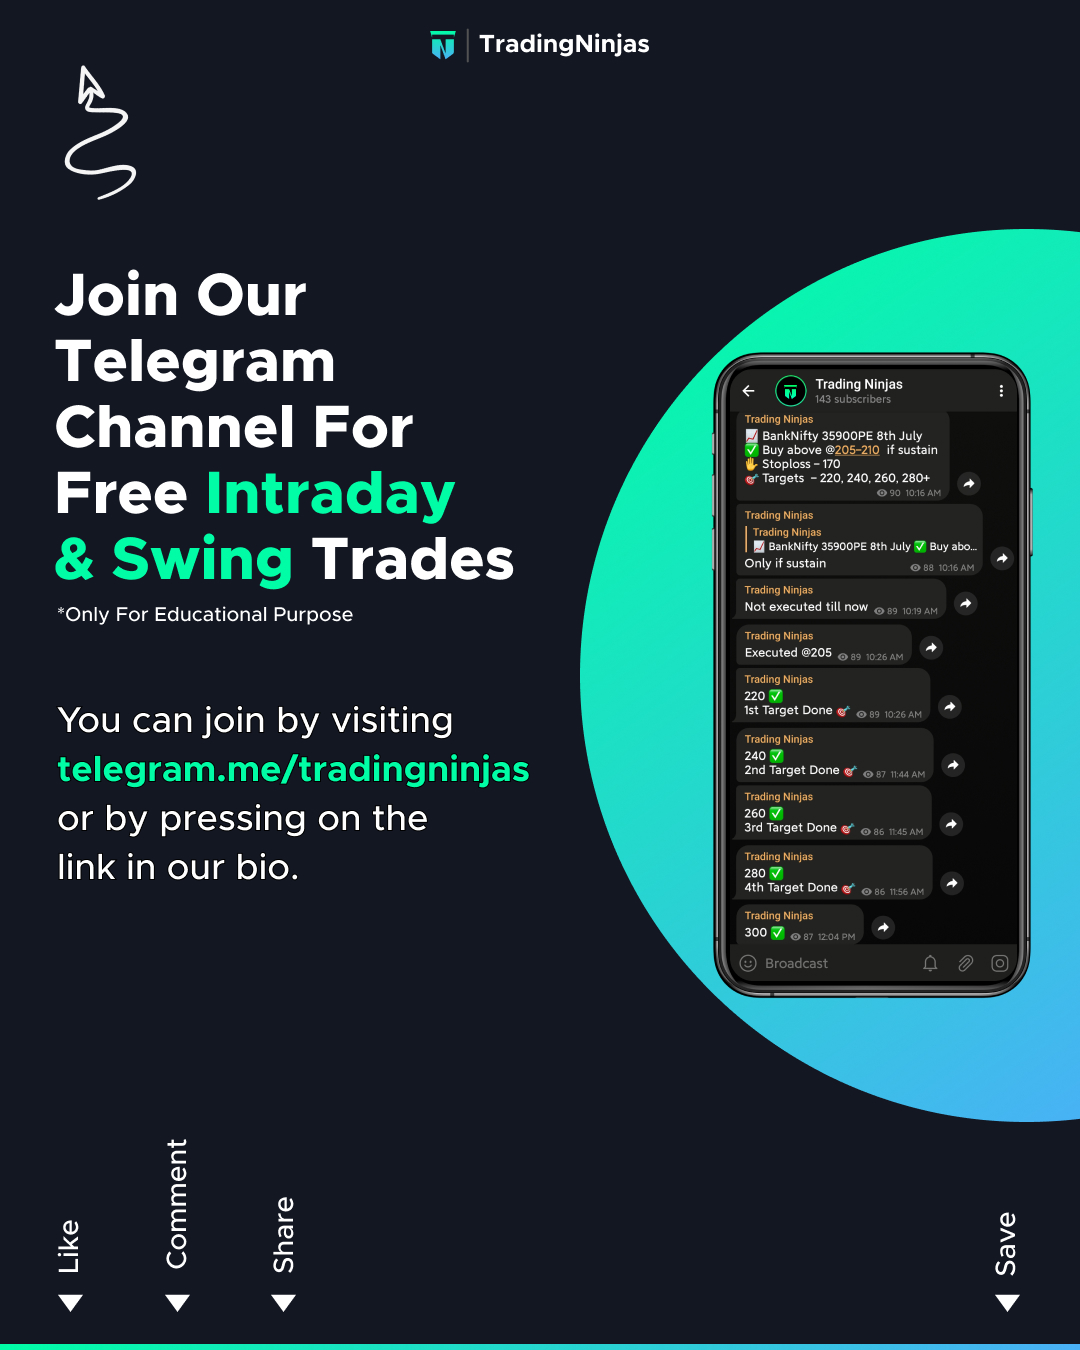 TradingNinjas
Join Our
Telegram
Channel For
Free Intraday
& Swing Trades
*Only For Educational Purpose
You can join by visiting
telegram.me/tradingninjas
or by pressing on the
link in our bio.
Trading Ninjas
143 subscribers
Trading Ninjas
📈 BankNifty 35900PE 8th July
✅ Buy above @205-210 if sustain
✋ Stoploss – 170
🎯 Targets – 220, 240, 260, 280+
90 10:16 AM
Trading Ninjas
Trading Ninjas
📈 BankNifty 35900PE 8th July ✅ Buy abo...
Only if sustain 88 10:16 AM
Trading Ninjas
Not executed till now 89 10:19 AM
Trading Ninjas
Executed @205 89 10:26 AM
Trading Ninjas
220 ✅
1st Target Done 🎯 89 10:26 AM
Trading Ninjas
240 ✅
2nd Target Done 🎯 87 11:44 AM
Trading Ninjas
260 ✅
3rd Target Done 🎯 86 11:45 AM
Trading Ninjas
280 ✅
4th Target Done 🎯 86 11:56 AM
Trading Ninjas
300 ✅ 87 12:04 PM
Broadcast
Like
Comment
Share
Save